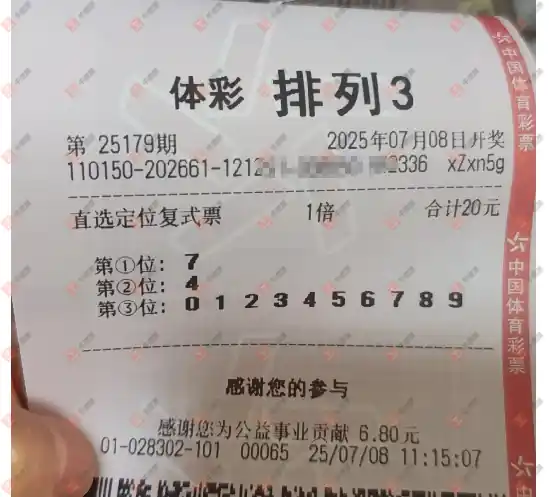 体彩 排列3
第 25179期 2025年07月08日开奖
110150-202661-1212 2336 xZxn5g
直选定位复式票 1倍 合计20元
第①位: 7
第②位: 4
第③位: 0 1 2 3 4 5 6 7 8 9
感谢您的参与
感谢您为公益事业贡献 6.80元
01-028302-101 00065 25/07/08 11:15:07
中国体育彩票
中国体育彩票